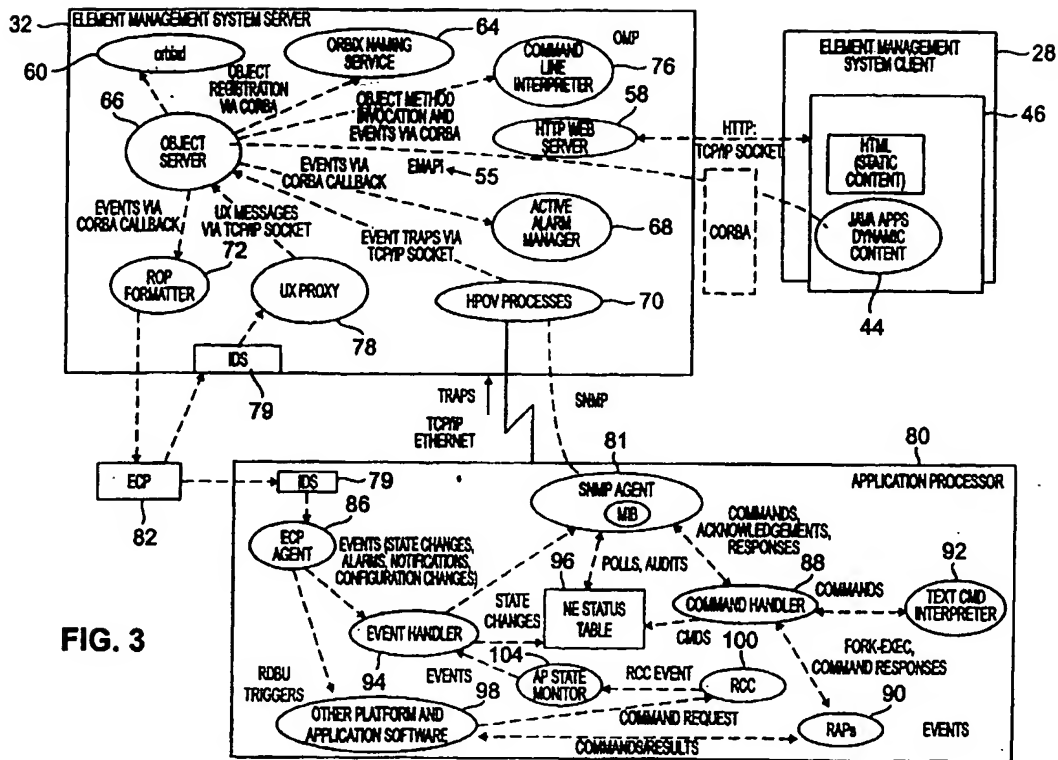 ELEMENT MANAGEMENT SYSTEM SERVER
32
orbixd
60
ORBIX NAMING
SERVICE
64
COMMAND
LINE
INTERPRETER
OMP
76
OBJECT
REGISTRATION
VIA CORBA
66
OBJECT
SERVER
OBJECT METHOD
INVOCATION AND
EVENTS VIA CORBA
58
HTTP WEB
SERVER
EVENTS VIA
CORBA CALLBACK
EMAPI
55
EVENTS VIA
CORBA CALLBACK
UX MESSAGES
VIA TCP/IP SOCKET
72
ROP
FORMATTER
EVENT TRAPS VIA
TCP/IP SOCKET
ACTIVE
ALARM
MANAGER
68
UX PROXY
78
HPOV PROCESSES
70
IDS
79
ELEMENT MANAGEMENT
SYSTEM CLIENT
28
46
HTTP:
TCP/IP SOCKET
HTML
(STATIC
CONTENT)
CORBA
JAVA APPS
DYNAMIC
CONTENT
44
TRAPS
TCP/IP
ETHERNET
SNMP
ECP
82
80
APPLICATION PROCESSOR
IDS
79
81
SNMP AGENT
MIB
86
ECP
AGENT
EVENTS (STATE CHANGES,
ALARMS, NOTIFICATIONS,
CONFIGURATION CHANGES)
96
POLLS, AUDITS
COMMANDS,
ACKNOWLEDGEMENTS,
RESPONSES
88
COMMAND HANDLER
COMMANDS
92
TEXT CMD
INTERPRETER
STATE
CHANGES
NE STATUS
TABLE
CMDS
EVENT HANDLER
94
104
AP STATE
MONITOR
EVENTS
RCC EVENT
100
RCC
FORK-EXEC,
COMMAND RESPONSES
FIG. 3
RDBU
TRIGGERS
98
OTHER PLATFORM AND
APPLICATION SOFTWARE
COMMAND REQUEST
COMMANDS/RESULTS
90
RAPs
EVENTS